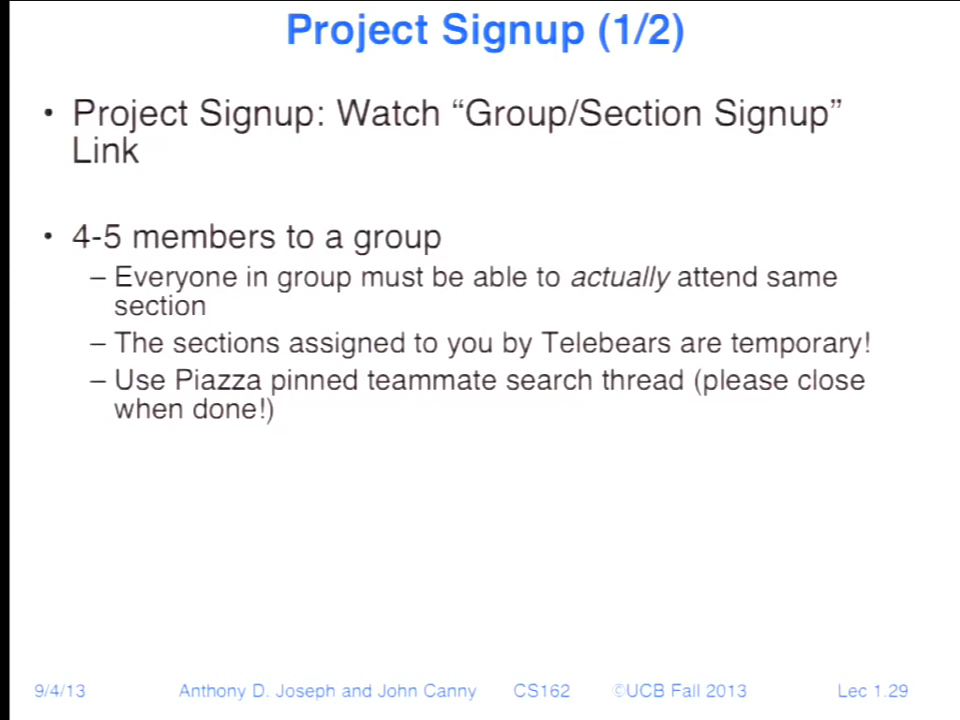 Project Signup (1/2)
• Project Signup: Watch “Group/Section Signup”
Link
• 4-5 members to a group
– Everyone in group must be able to actually attend same
section
– The sections assigned to you by Telebears are temporary!
– Use Piazza pinned teammate search thread (please close
when done!)
9/4/13 Anthony D. Joseph and John Canny CS162 ©UCB Fall 2013 Lec 1.29